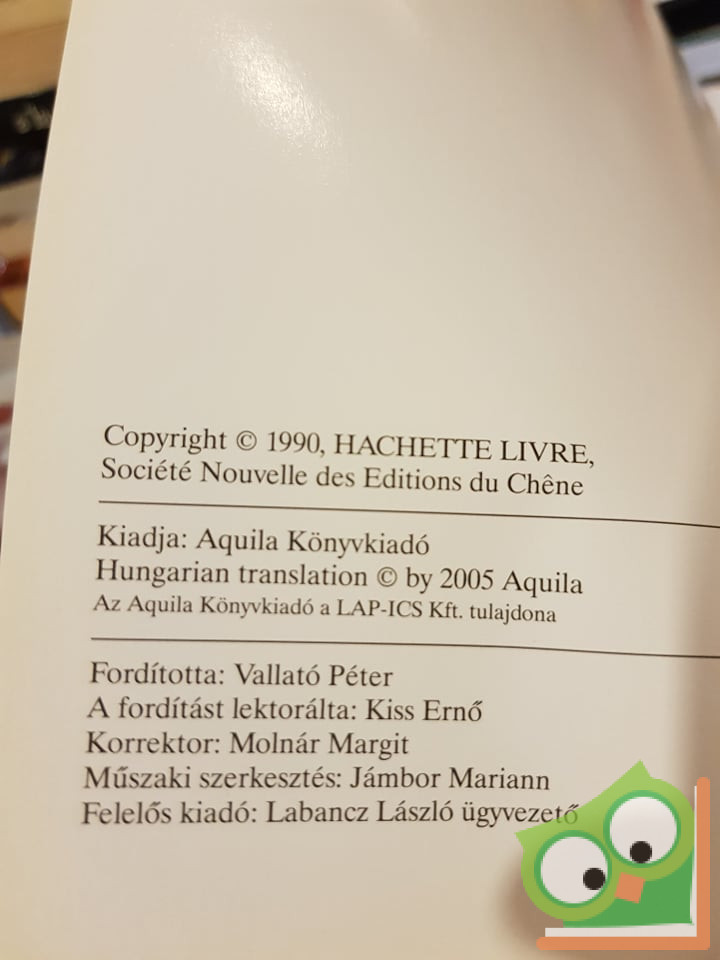 Copyright © 1990, HACHETTE LIVRE,
Société Nouvelle des Editions du Chêne
Kiadja: Aquila Könyvkiadó
Hungarian translation © by 2005 Aquila
Az Aquila Könyvkiadó a LAP-ICS Kft. tulajdona
Fordította: Vallató Péter
A fordítást lektorálta: Kiss Ernő
Korrektor: Molnár Margit
Műszaki szerkesztés: Jámbor Mariann
Felelős kiadó: Labancz László ügyvezető